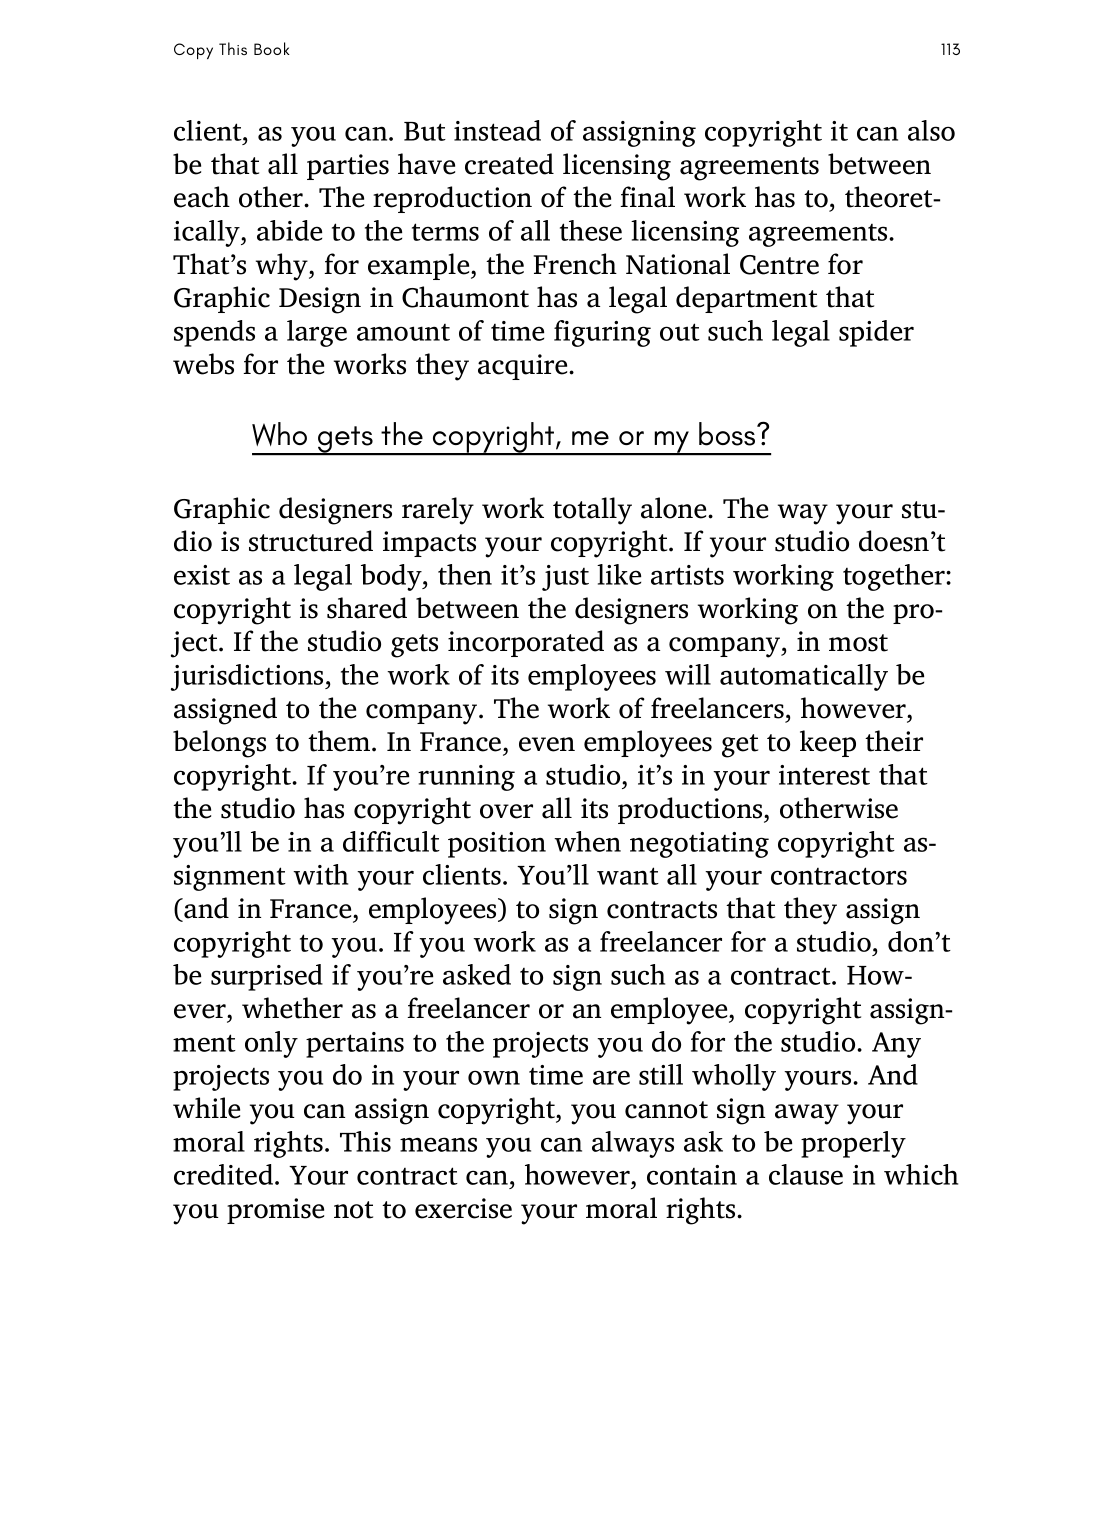 Copy This Book 113
client, as you can. But instead of assigning copyright it can also
be that all parties have created licensing agreements between
each other. The reproduction of the final work has to, theoret-
ically, abide to the terms of all these licensing agreements.
That’s why, for example, the French National Centre for
Graphic Design in Chaumont has a legal department that
spends a large amount of time figuring out such legal spider
webs for the works they acquire.
Who gets the copyright, me or my boss?
Graphic designers rarely work totally alone. The way your stu-
dio is structured impacts your copyright. If your studio doesn’t
exist as a legal body, then it’s just like artists working together:
copyright is shared between the designers working on the pro-
ject. If the studio gets incorporated as a company, in most
jurisdictions, the work of its employees will automatically be
assigned to the company. The work of freelancers, however,
belongs to them. In France, even employees get to keep their
copyright. If you’re running a studio, it’s in your interest that
the studio has copyright over all its productions, otherwise
you’ll be in a difficult position when negotiating copyright as-
signment with your clients. You’ll want all your contractors
(and in France, employees) to sign contracts that they assign
copyright to you. If you work as a freelancer for a studio, don’t
be surprised if you’re asked to sign such as a contract. How-
ever, whether as a freelancer or an employee, copyright assign-
ment only pertains to the projects you do for the studio. Any
projects you do in your own time are still wholly yours. And
while you can assign copyright, you cannot sign away your
moral rights. This means you can always ask to be properly
credited. Your contract can, however, contain a clause in which
you promise not to exercise your moral rights.